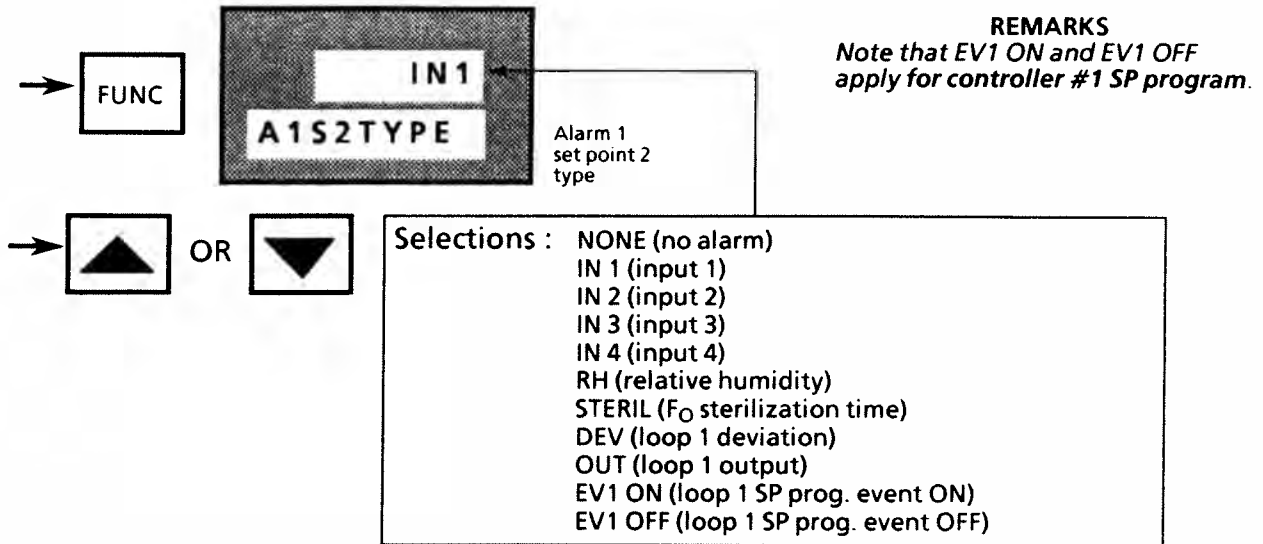 REMARKS
Note that EV1 ON and EV1 OFF
apply for controller #1 SP program.
FUNC
IN1
A1S2TYPE
Alarm 1
set point 2
type
OR
Selections : NONE (no alarm)
IN 1 (input 1)
IN 2 (input 2)
IN 3 (input 3)
IN 4 (input 4)
RH (relative humidity)
STERIL (FO sterilization time)
DEV (loop 1 deviation)
OUT (loop 1 output)
EV1 ON (loop 1 SP prog. event ON)
EV1 OFF (loop 1 SP prog. event OFF)